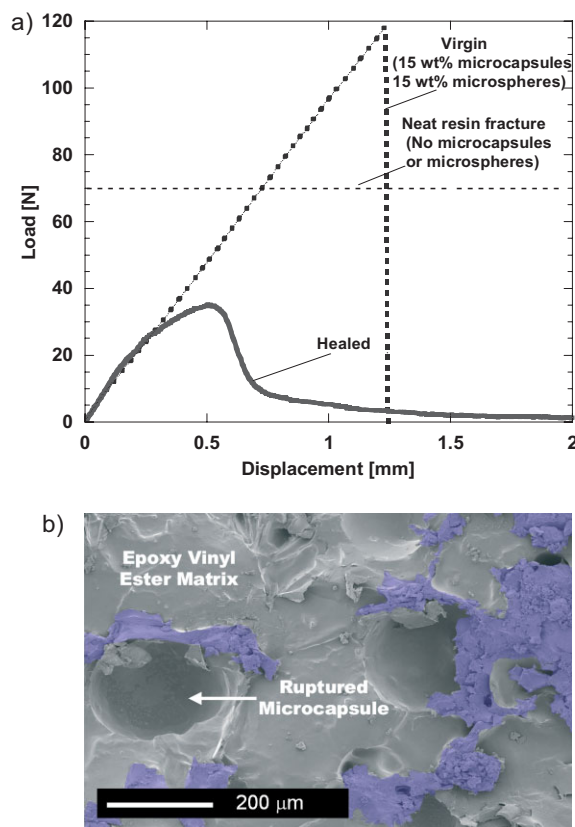 a)
120
100
80
60
40
20
0
Load [N]
Virgin
(15 wt% microcapsules
15 wt% microspheres)
Neat resin fracture
(No microcapsules
or microspheres)
Healed
0
0.5
1
1.5
2
Displacement [mm]
b)
Epoxy Vinyl
Ester Matrix
Ruptured
Microcapsule
200 μm